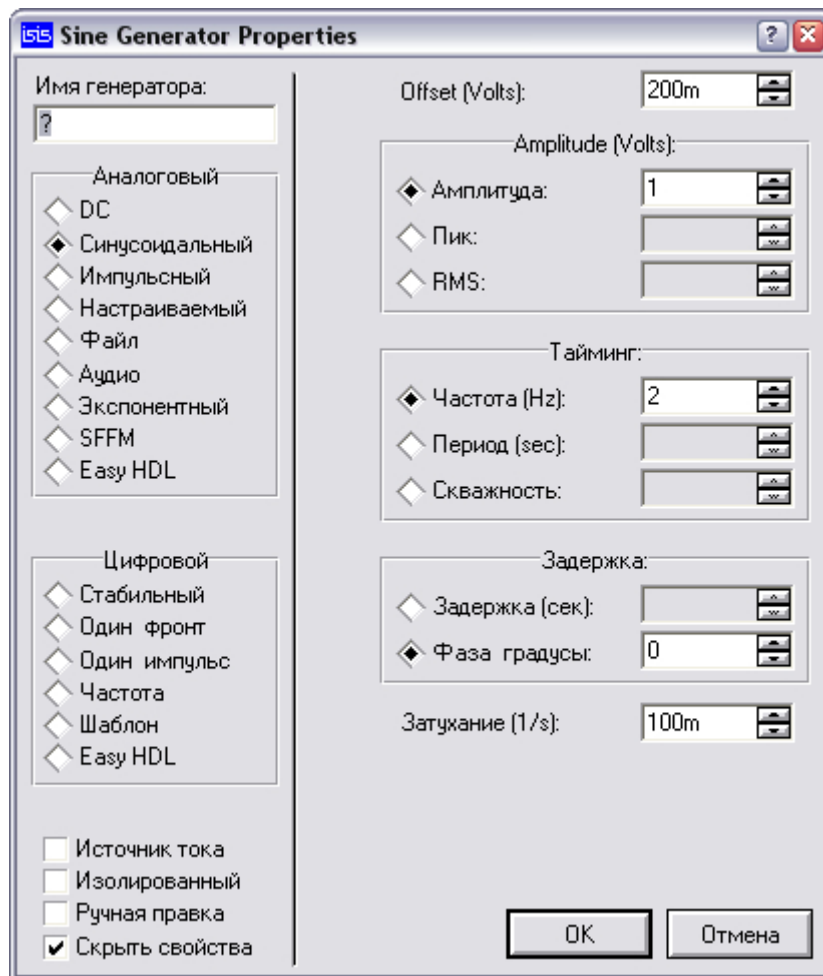 isis Sine Generator Properties ?
Имя генератора:
?
Аналоговый
DC
Синусоидальный
Импульсный
Настраиваемый
Файл
Аудио
Экспонентный
SFFM
Easy HDL
Цифровой
Стабильный
Один фронт
Один импульс
Частота
Шаблон
Easy HDL
Источник тока
Изолированный
Ручная правка
Скрыть свойства
Offset (Volts): 200m
Amplitude (Volts):
Амплитуда: 1
Пик:
RMS:
Тайминг:
Частота (Hz): 2
Период (sec):
Скважность:
Задержка:
Задержка (сек):
Фаза градусы: 0
Затухание (1/s): 100m
OK Отмена